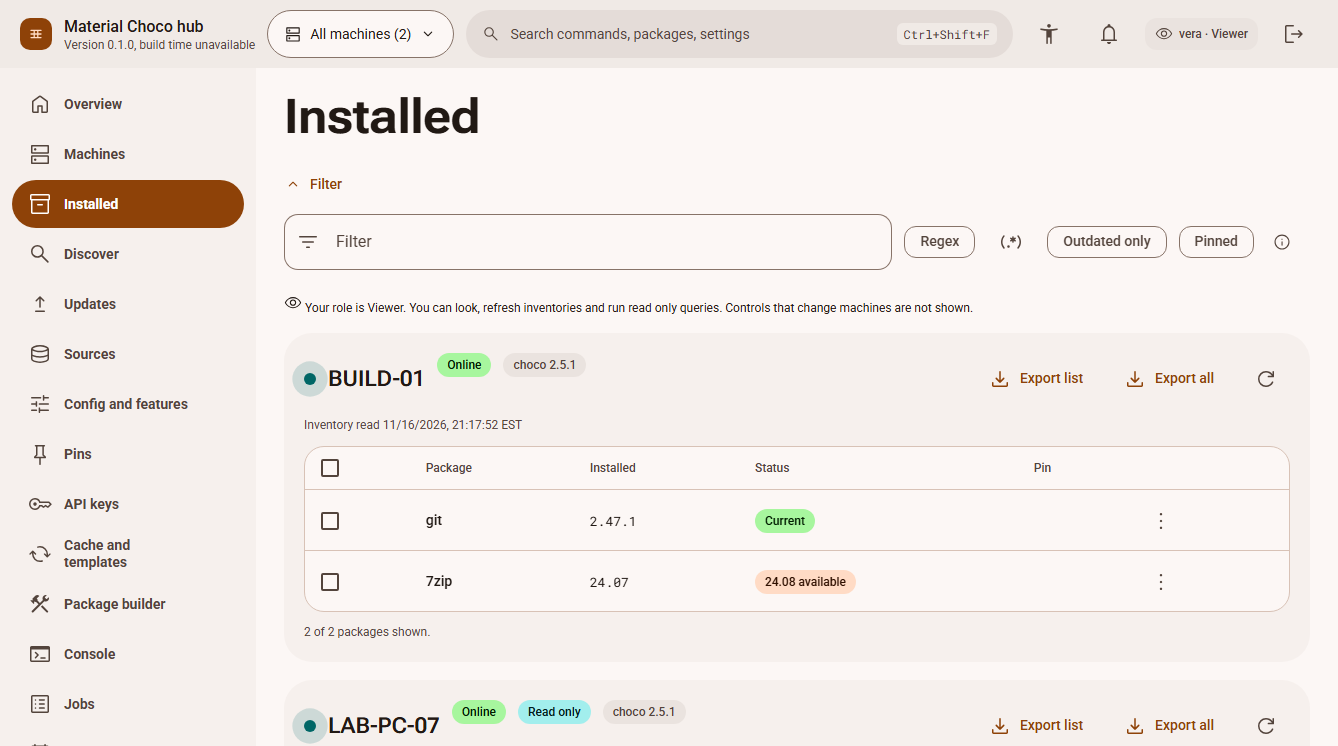 Material Choco hub
Version 0.1.0, build time unavailable
All machines (2)
Search commands, packages, settings
Ctrl+Shift+F
vera · Viewer
Overview
Machines
Installed
Discover
Updates
Sources
Config and features
Pins
API keys
Cache and
templates
Package builder
Console
Jobs
Installed
Filter
Filter
Regex
(.*)
Outdated only
Pinned
Your role is Viewer. You can look, refresh inventories and run read only queries. Controls that change machines are not shown.
BUILD-01
Online
choco 2.5.1
Export list
Export all
Inventory read 11/16/2026, 21:17:52 EST
Package Installed Status Pin
git 2.47.1 Current
7zip 24.07 24.08 available
2 of 2 packages shown.
LAB-PC-07
Online
Read only
choco 2.5.1
Export list
Export all